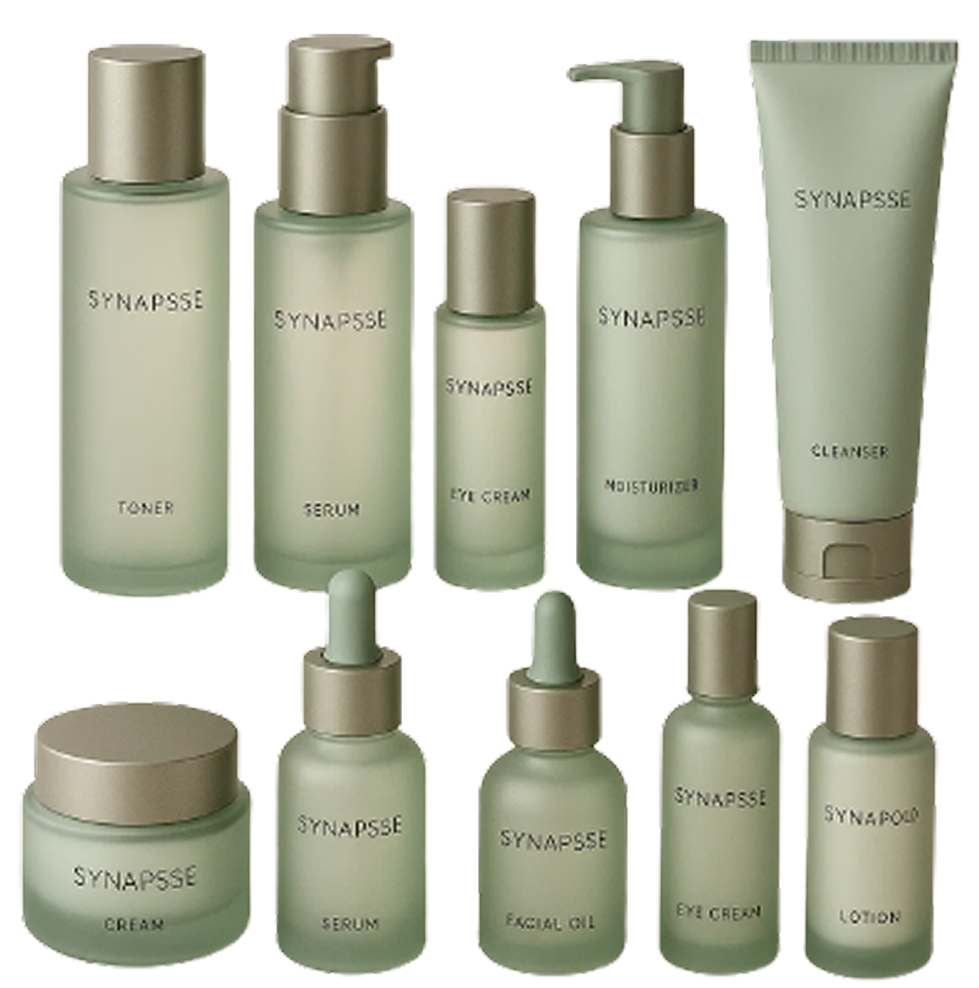 SYNAPSSE
TONER
SYNAPSSE
SERUM
SYNAPSSE
EYE CREAM
SYNAPSSE
MOISTURIZER
SYNAPSSE
CLEANSER
SYNAPSSE
CREAM
SYNAPSSE
SERUM
SYNAPSSE
FACIAL OIL
SYNAPSSE
EYE CREAM
SYNAPOLD
LOTION